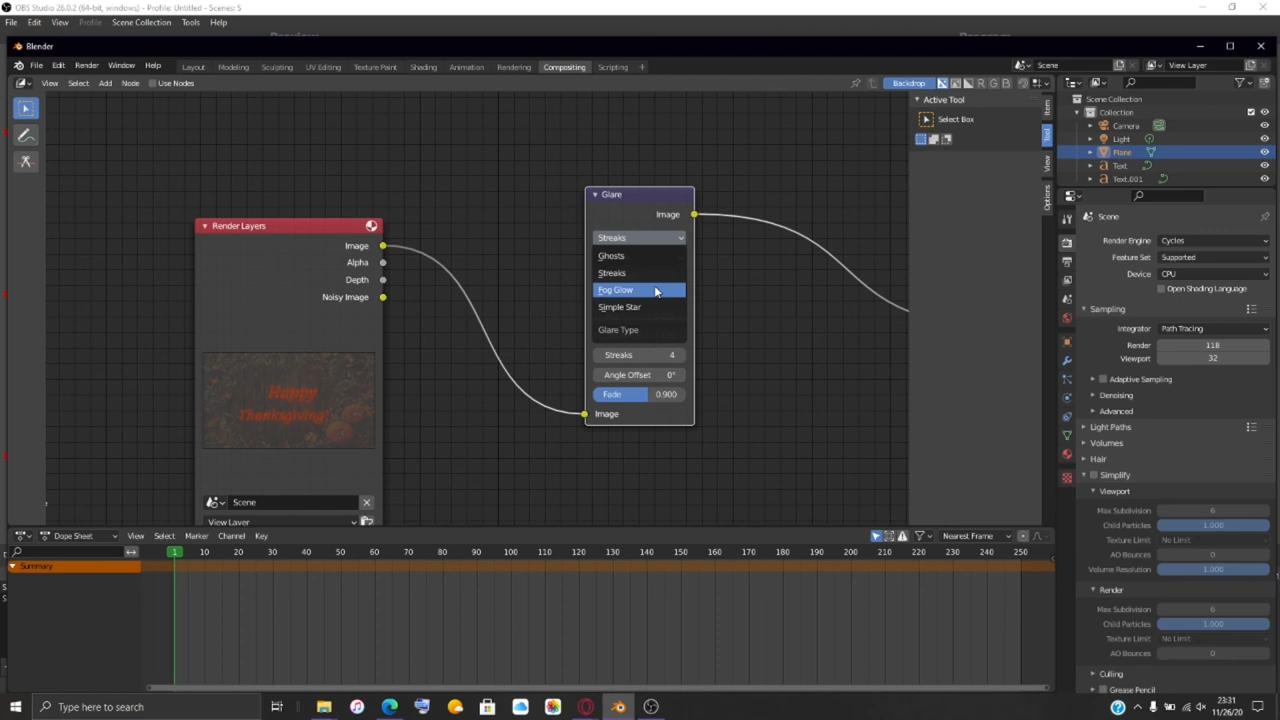 OBS Studio 26.0.2 (64-bit, windows) - Profile: Untitled - Scenes: S
File Edit View Profile Scene Collection Tools Help
Blender
File Edit Render Window Help Layout Modeling Sculpting UV Editing Texture Paint Shading Animation Rendering Compositing Scripting + Scene View Layer
View Select Add Node Use Nodes Backdrop R G B
Active Tool
Select Box
Item
Tool
View
Options
Scene Collection
Collection
Camera
Light
Plane
Text
Text.001
Glare
Image
Streaks
Ghosts
Streaks
Fog Glow
Simple Star
Glare Type
Streaks 4
Angle Offset 0°
Fade 0.900
Image
Render Layers
Image
Alpha
Depth
Noisy Image
Happy
Thanksgiving!
Scene
View Layer
Scene
Render Engine Cycles
Feature Set Supported
Device CPU
Open Shading Language
Sampling
Integrator Path Tracing
Render 118
Viewport 32
Adaptive Sampling
Denoising
Advanced
Light Paths
Volumes
Hair
Simplify
Viewport
Max Subdivision 6
Child Particles 1.000
Texture Limit No Limit
AO Bounces 0
Volume Resolution 1.000
Render
Max Subdivision 6
Child Particles 1.000
Texture Limit No Limit
AO Bounces 0
Culling
Grease Pencil
Dope Sheet View Select Marker Channel Key Nearest Frame
1 10 20 30 40 50 60 70 80 90 100 110 120 130 140 150 160 170 180 190 200 210 220 230 240 250
Summary
Type here to search
23:31
11/26/20